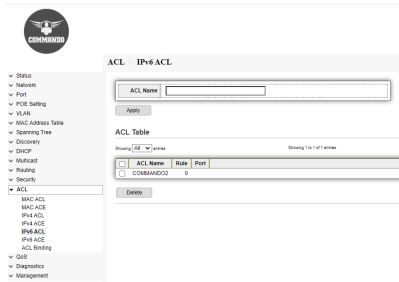 COMMANDO
ACL IPv6 ACL
Status
Network
Port
POE Setting
VLAN
MAC Address Table
Spanning Tree
Discovery
DHCP
Multicast
Routing
Security
ACL
MAC ACL
MAC ACE
IPv4 ACL
IPv4 ACE
IPv6 ACL
IPv6 ACE
ACL Binding
QoS
Diagnostics
Management
ACL Name
Apply
ACL Table
Showing All entries Showing 1 to 1 of 1 entries
ACL Name Rule Port
COMMANDO2 0
Delete